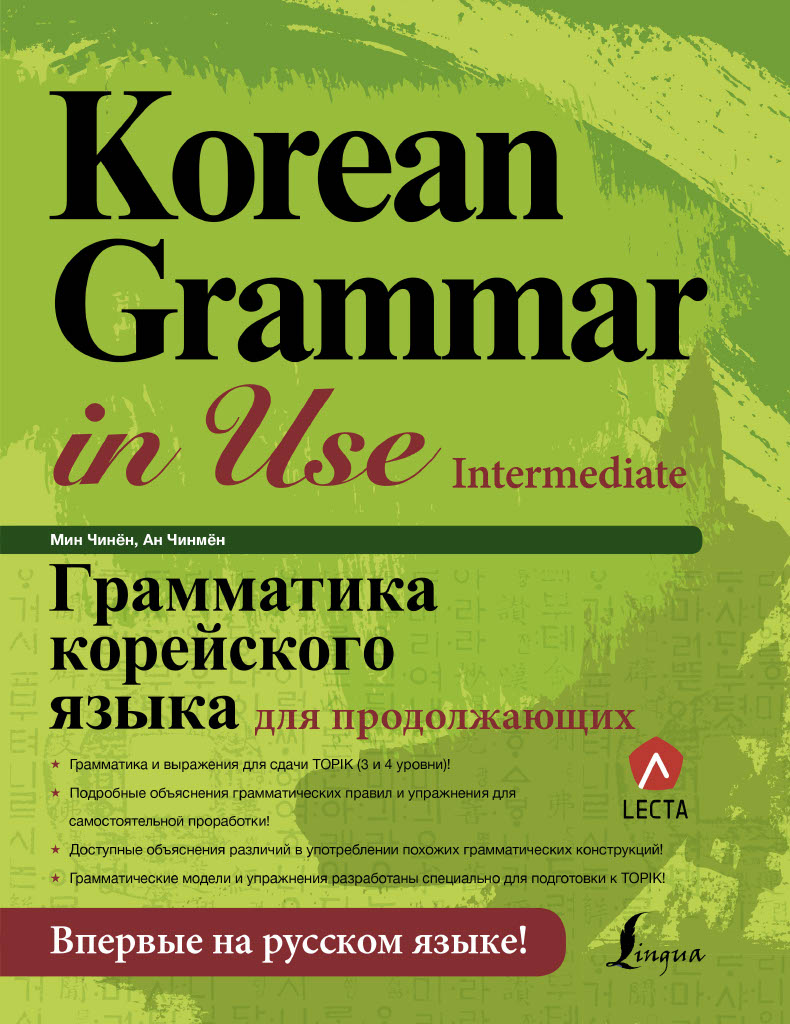 Korean
Grammar
in Use Intermediate
Мин Чинён, Ан Чинмён
Грамматика
корейского
языка для продолжающих
★ Грамматика и выражения для сдачи TOPIK (3 и 4 уровни)!
★ Подробные объяснения грамматических правил и упражнения для
самостоятельной проработки!
★ Доступные объяснения различий в употреблении похожих грамматических конструкций!
★ Грамматические модели и упражнения разработаны специально для подготовки к TOPIK!
LECTA
Впервые на русском языке!
Lingua